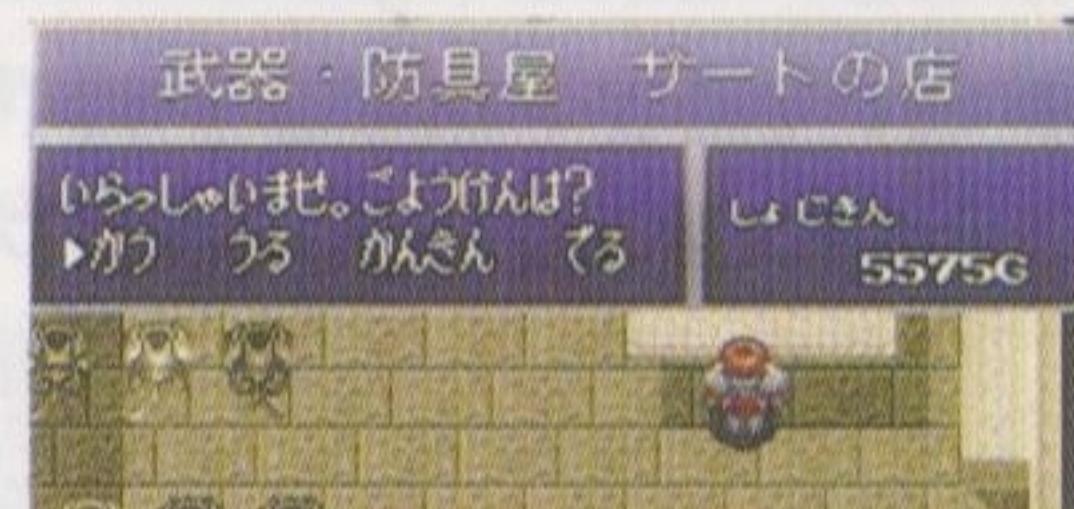 武器・防具屋 サートの店
いらっしゃいませ。ごようけんは?
▶かう うる かんきん でる
しょじきん
5575G